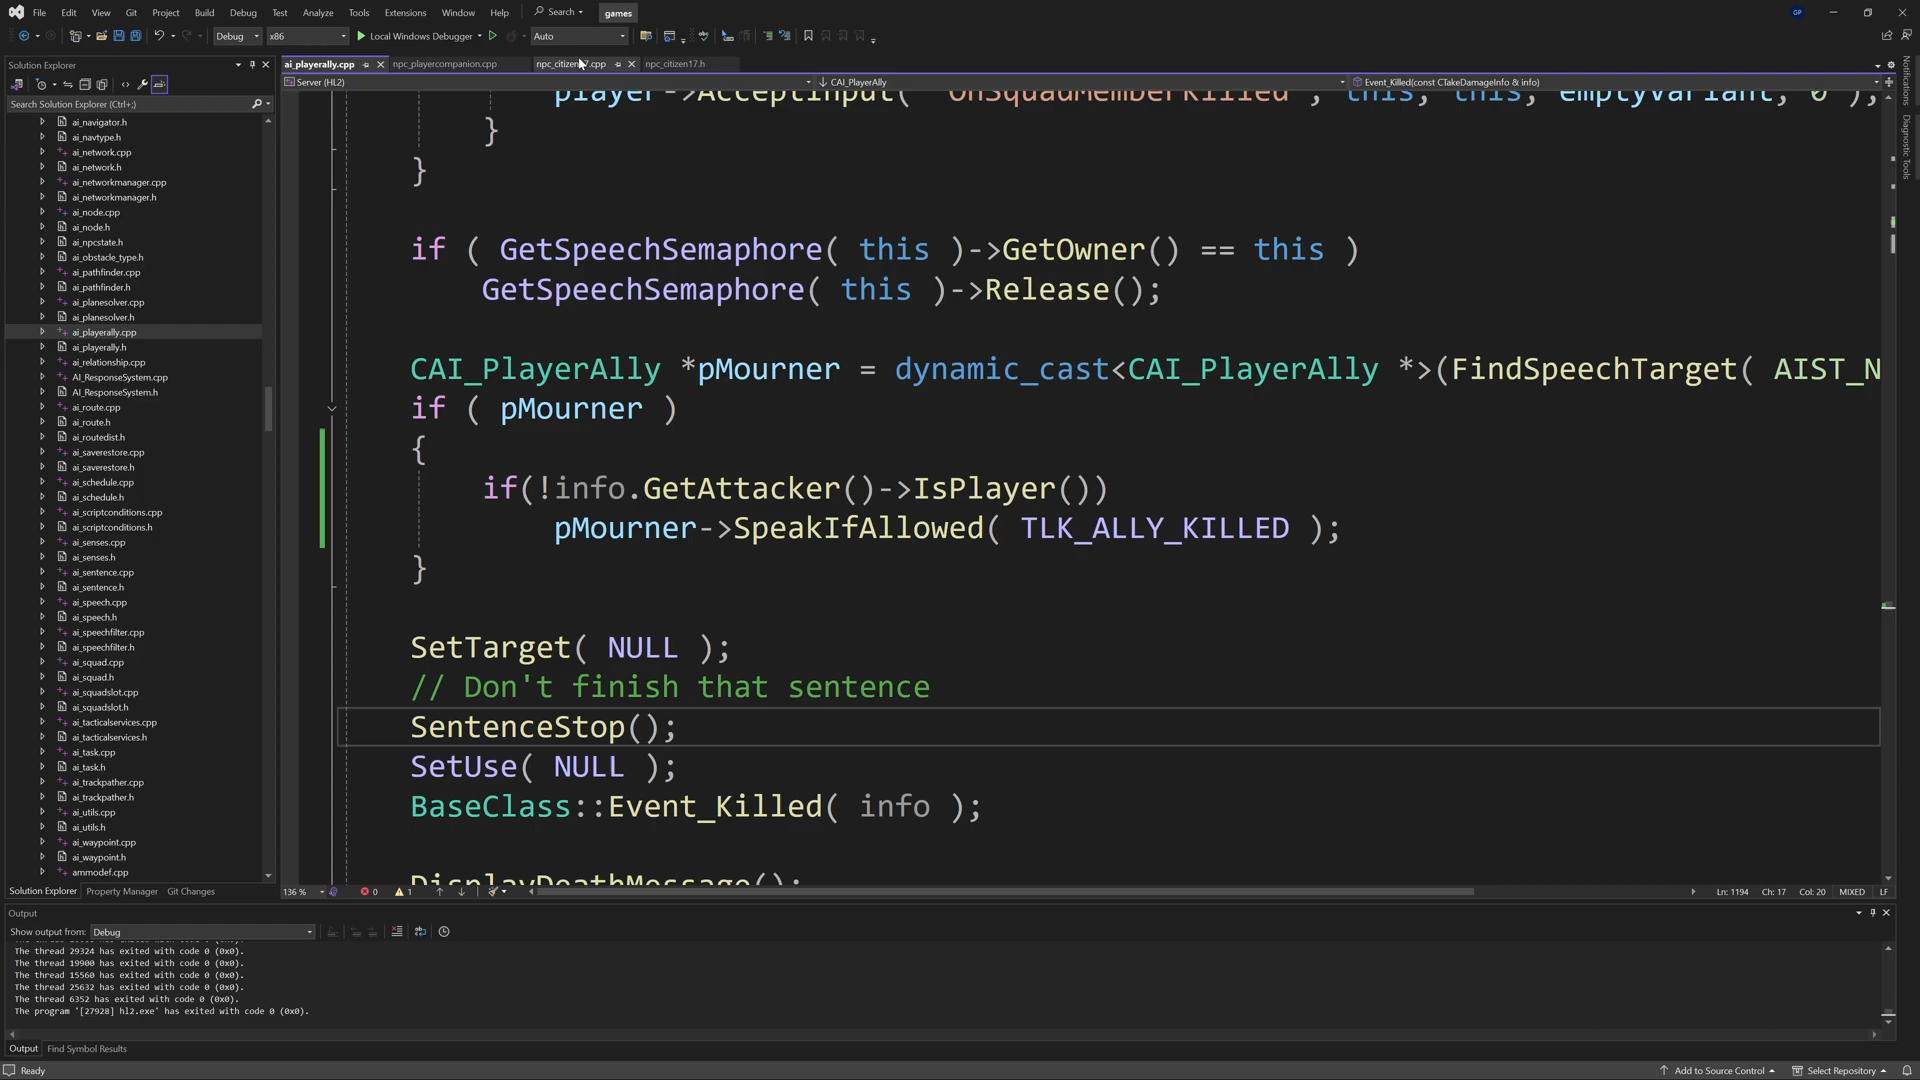 File Edit View Git Project Build Debug Test Analyze Tools Extensions Window Help Search games GP
Debug x86 Local Windows Debugger Auto
Solution Explorer
Search Solution Explorer (Ctrl+;)
ai_navigator.h
ai_navtype.h
ai_network.cpp
ai_network.h
ai_networkmanager.cpp
ai_networkmanager.h
ai_node.cpp
ai_node.h
ai_npcstate.h
ai_obstacle_type.h
ai_pathfinder.cpp
ai_pathfinder.h
ai_planesolver.cpp
ai_planesolver.h
ai_playerally.cpp
ai_playerally.h
ai_relationship.cpp
AI_ResponseSystem.cpp
AI_ResponseSystem.h
ai_route.cpp
ai_route.h
ai_routedist.h
ai_saverestore.cpp
ai_saverestore.h
ai_schedule.cpp
ai_schedule.h
ai_scriptconditions.cpp
ai_scriptconditions.h
ai_senses.cpp
ai_senses.h
ai_sentence.cpp
ai_sentence.h
ai_speech.cpp
ai_speech.h
ai_speechfilter.cpp
ai_speechfilter.h
ai_squad.cpp
ai_squad.h
ai_squadslot.cpp
ai_squadslot.h
ai_tacticalservices.cpp
ai_tacticalservices.h
ai_task.cpp
ai_task.h
ai_trackpather.cpp
ai_trackpather.h
ai_utils.cpp
ai_utils.h
ai_waypoint.cpp
ai_waypoint.h
ammodef.cpp
Solution Explorer Property Manager Git Changes
ai_playerally.cpp npc_playercompanion.cpp npc_citizen17.cpp npc_citizen17.h
Server (HL2) CAI_PlayerAlly Event_Killed(const CTakeDamageInfo & info)
player->AcceptInput( "OnSquadMemberKilled", this, this, emptyVariant, 0 );
}
}
if ( GetSpeechSemaphore( this )->GetOwner() == this )
GetSpeechSemaphore( this )->Release();
CAI_PlayerAlly *pMourner = dynamic_cast<CAI_PlayerAlly *>(FindSpeechTarget( AIST_N
if ( pMourner )
{
if(!info.GetAttacker()->IsPlayer())
pMourner->SpeakIfAllowed( TLK_ALLY_KILLED );
}
SetTarget( NULL );
// Don't finish that sentence
SentenceStop();
SetUse( NULL );
BaseClass::Event_Killed( info );
DisplayDeathMessage();
136 % 0 1 Ln: 1194 Ch: 17 Col: 20 MIXED LF
Notifications
Diagnostic Tools
Output
Show output from: Debug
The thread 29324 has exited with code 0 (0x0).
The thread 19900 has exited with code 0 (0x0).
The thread 15560 has exited with code 0 (0x0).
The thread 25632 has exited with code 0 (0x0).
The thread 6352 has exited with code 0 (0x0).
The program '[27928] hl2.exe' has exited with code 0 (0x0).
Output Find Symbol Results
Ready Add to Source Control Select Repository